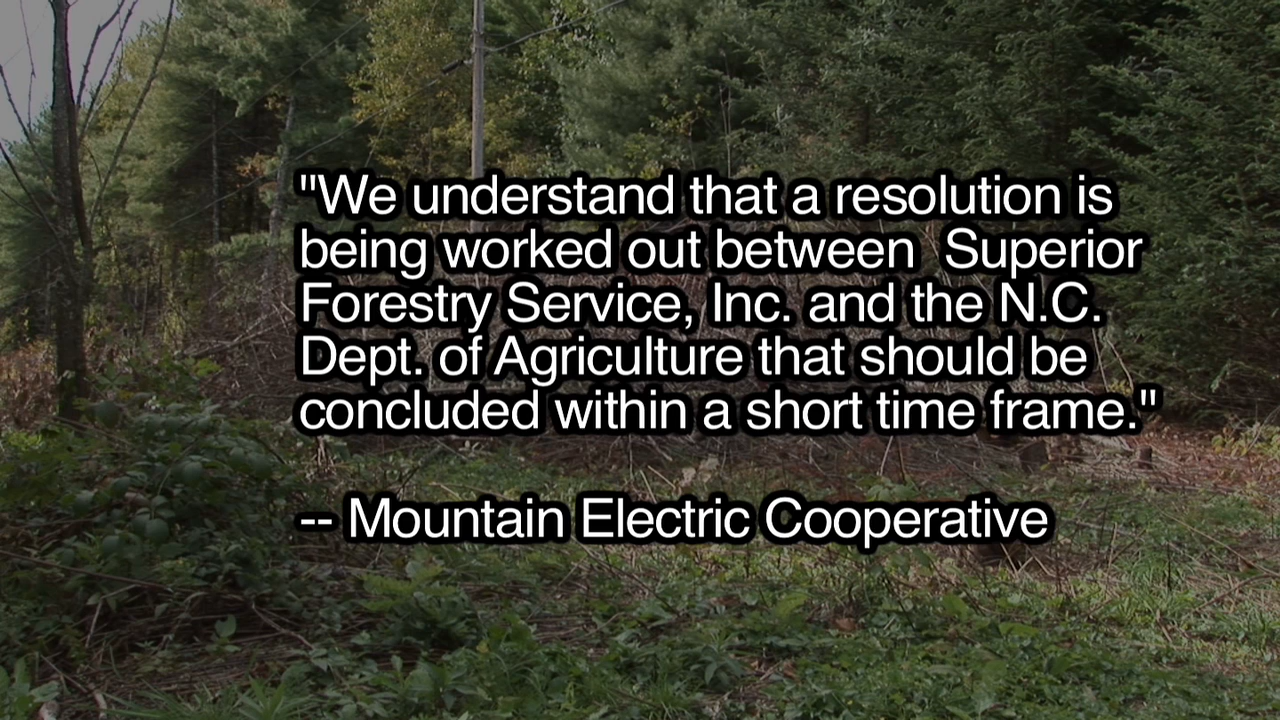 "We understand that a resolution is
being worked out between  Superior
Forestry Service, Inc. and the N.C.
Dept. of Agriculture that should be
concluded within a short time frame."
-- Mountain Electric Cooperative